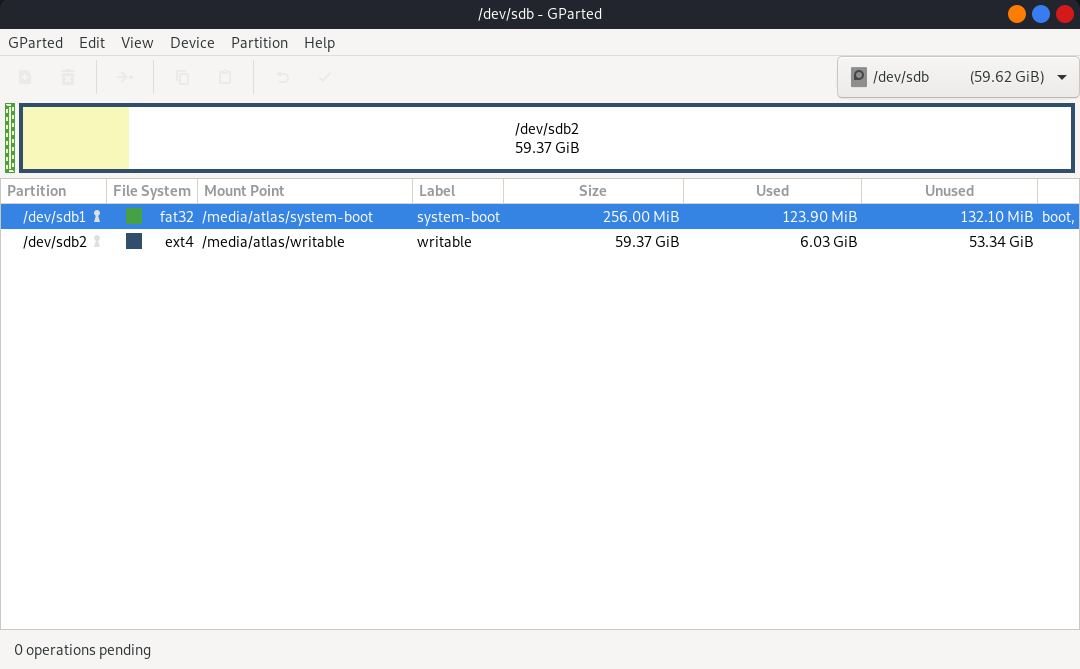 /dev/sdb - GParted
GParted Edit View Device Partition Help
/dev/sdb (59.62 GiB)
/dev/sdb2
59.37 GiB
Partition File System Mount Point Label Size Used Unused
/dev/sdb1 fat32 /media/atlas/system-boot system-boot 256.00 MiB 123.90 MiB 132.10 MiB boot,
/dev/sdb2 ext4 /media/atlas/writable writable 59.37 GiB 6.03 GiB 53.34 GiB
0 operations pending